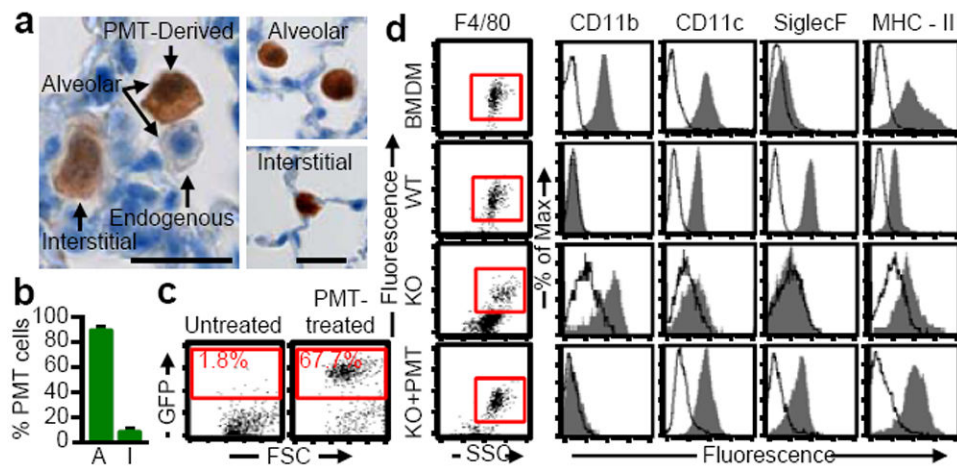 a
PMT-Derived
Alveolar
Endogenous
Interstitial
Alveolar
Interstitial
b
% PMT cells
100
80
60
40
20
0
A I
c
Untreated
PMT-
treated
1.8%
67.7%
GFP
FSC
d
F4/80 CD11b CD11c SiglecF MHC - II
BMDM
WT
KO
KO+PMT
Fluorescence
% of Max
SSC
Fluorescence